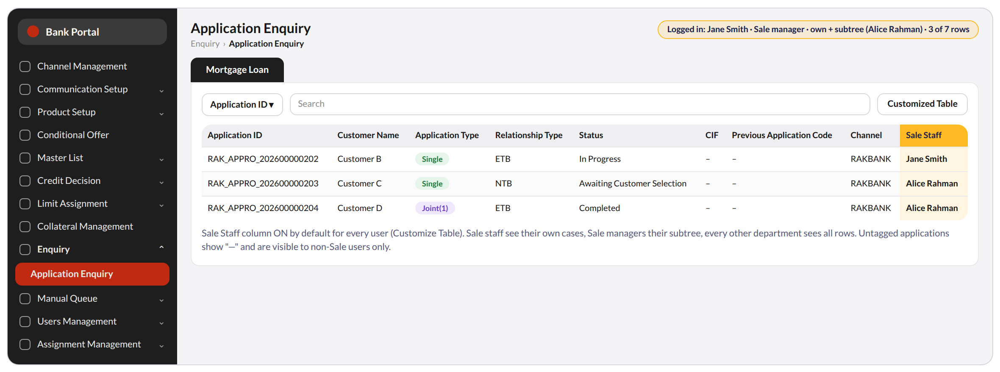 Bank Portal
Channel Management
Communication Setup
Product Setup
Conditional Offer
Master List
Credit Decision
Limit Assignment
Collateral Management
Enquiry
Application Enquiry
Manual Queue
Users Management
Assignment Management
Application Enquiry
Enquiry › Application Enquiry
Logged in: Jane Smith · Sale manager · own + subtree (Alice Rahman) · 3 of 7 rows
Mortgage Loan
Application ID ▾ Search Customized Table
Application ID Customer Name Application Type Relationship Type Status CIF Previous Application Code Channel Sale Staff
RAK_APPRO_202600000202 Customer B Single ETB In Progress – – RAKBANK Jane Smith
RAK_APPRO_202600000203 Customer C Single NTB Awaiting Customer Selection – – RAKBANK Alice Rahman
RAK_APPRO_202600000204 Customer D Joint(1) ETB Completed – – RAKBANK Alice Rahman
Sale Staff column ON by default for every user (Customize Table). Sale staff see their own cases, Sale managers their subtree, every other department sees all rows. Untagged applications
show "—" and are visible to non-Sale users only.